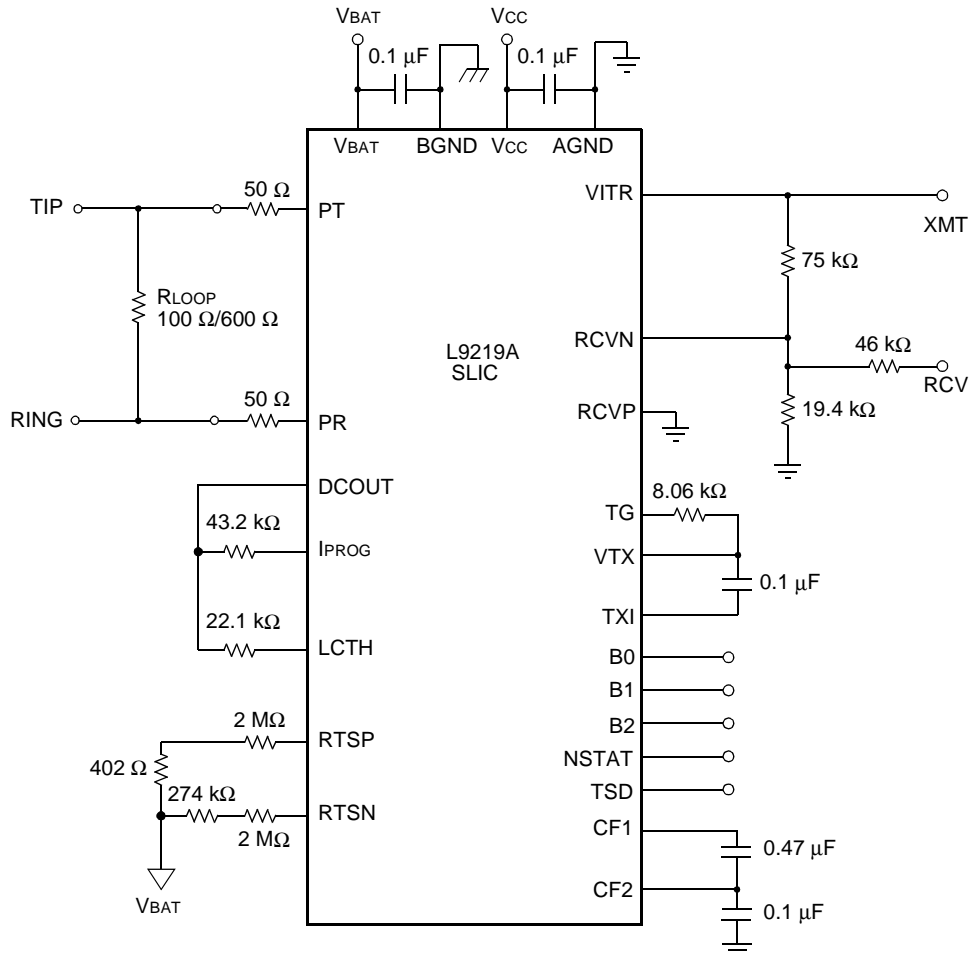 VBAT
VCC
0.1 µF
0.1 µF
VBAT
BGND
VCC
AGND
50 Ω
TIP
PT
VITR
XMT
75 kΩ
RLOOP
100 Ω/600 Ω
RCVN
L9219A
SLIC
46 kΩ
RCV
50 Ω
RING
PR
RCVP
19.4 kΩ
DCOUT
8.06 kΩ
TG
43.2 kΩ
IPROG
VTX
0.1 µF
22.1 kΩ
TXI
LCTH
B0
B1
2 MΩ
B2
RTSP
402 Ω
NSTAT
274 kΩ
TSD
RTSN
2 MΩ
CF1
0.47 µF
CF2
VBAT
0.1 µF